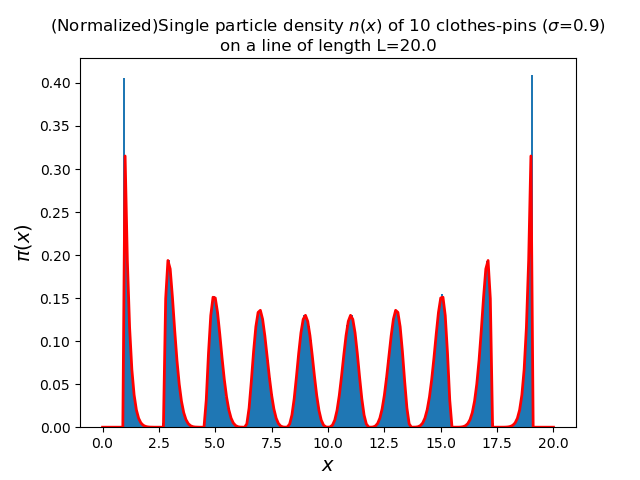 (Normalized)Single particle density n(x) of 10 clothes-pins (σ=0.9)
on a line of length L=20.0
0.40
0.35
0.30
0.25
0.20
0.15
0.10
0.05
0.00
π(x)
0.0 2.5 5.0 7.5 10.0 12.5 15.0 17.5 20.0
x